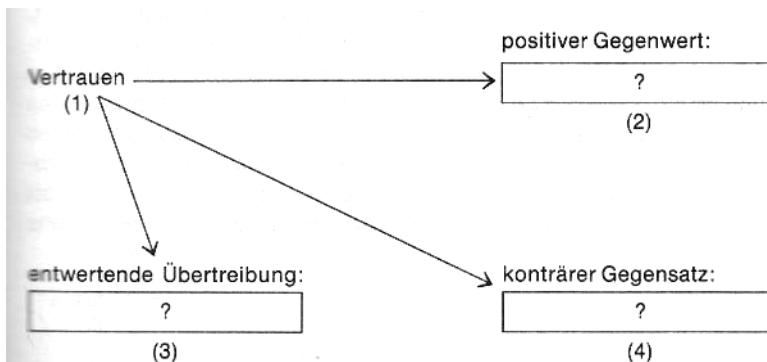 positiver Gegenwert:
Vertrauen
?
(1)
(2)
entwertende Übertreibung:
konträrer Gegensatz:
?
?
(3)
(4)